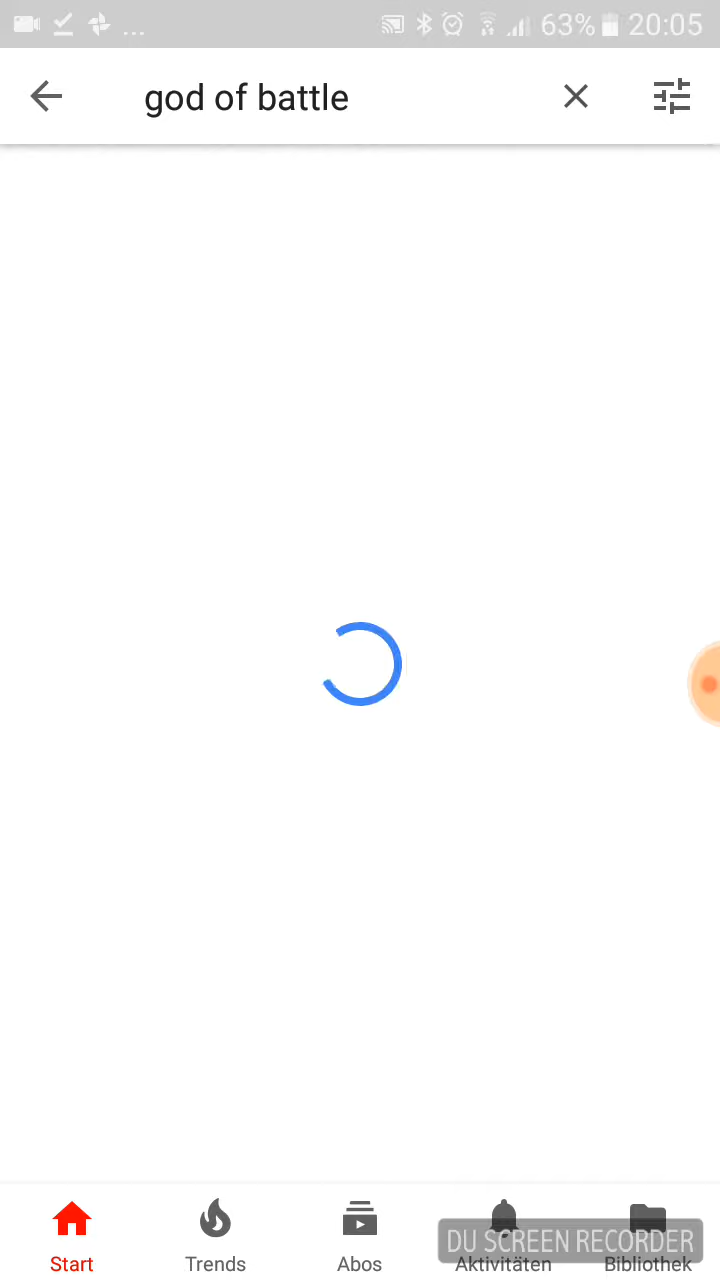 ... 63% 20:05
god of battle
DU SCREEN RECORDER
Start Trends Abos Aktivitäten Bibliothek